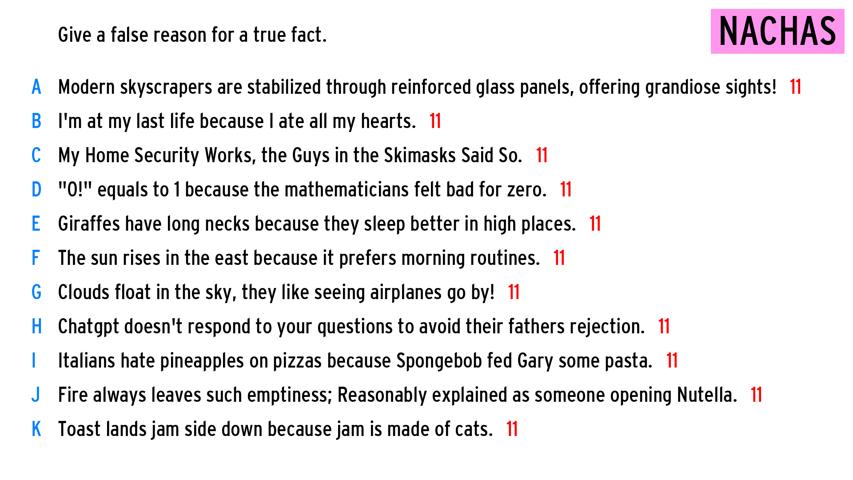 Give a false reason for a true fact.
NACHAS
A Modern skyscrapers are stabilized through reinforced glass panels, offering grandiose sights! 11
B I'm at my last life because I ate all my hearts. 11
C My Home Security Works, the Guys in the Skimasks Said So. 11
D "0!" equals to 1 because the mathematicians felt bad for zero. 11
E Giraffes have long necks because they sleep better in high places. 11
F The sun rises in the east because it prefers morning routines. 11
G Clouds float in the sky, they like seeing airplanes go by! 11
H Chatgpt doesn't respond to your questions to avoid their fathers rejection. 11
I Italians hate pineapples on pizzas because Spongebob fed Gary some pasta. 11
J Fire always leaves such emptiness; Reasonably explained as someone opening Nutella. 11
K Toast lands jam side down because jam is made of cats. 11